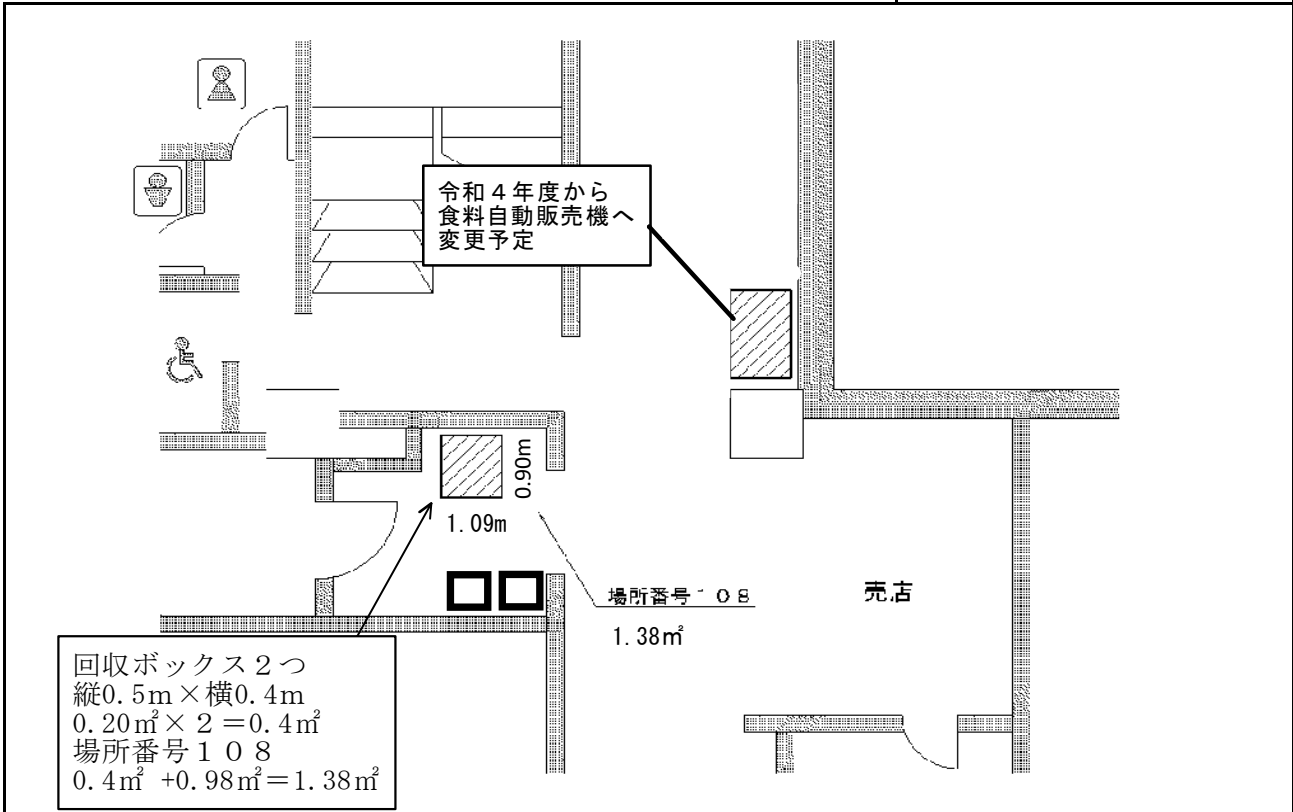 令和４年度から
食料自動販売機へ
変更予定
0.90m
1.09m
場所番号１０８
1.38㎡
売店
回収ボックス２つ
縦0.5m×横0.4m
0.20㎡×２＝0.4㎡
場所番号１０８
0.4㎡ +0.98㎡＝1.38㎡